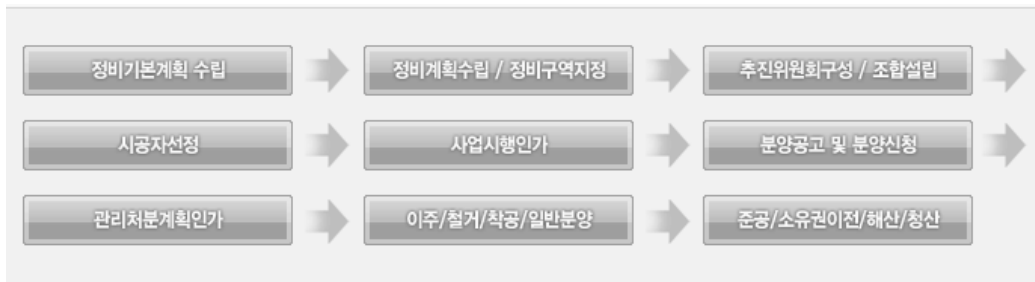 정비기본계획 수립
정비계획수립 / 정비구역지정
추진위원회구성 / 조합설립
시공자선정
사업시행인가
분양공고 및 분양신청
관리처분계획인가
이주/철거/착공/일반분양
준공/소유권이전/해산/청산